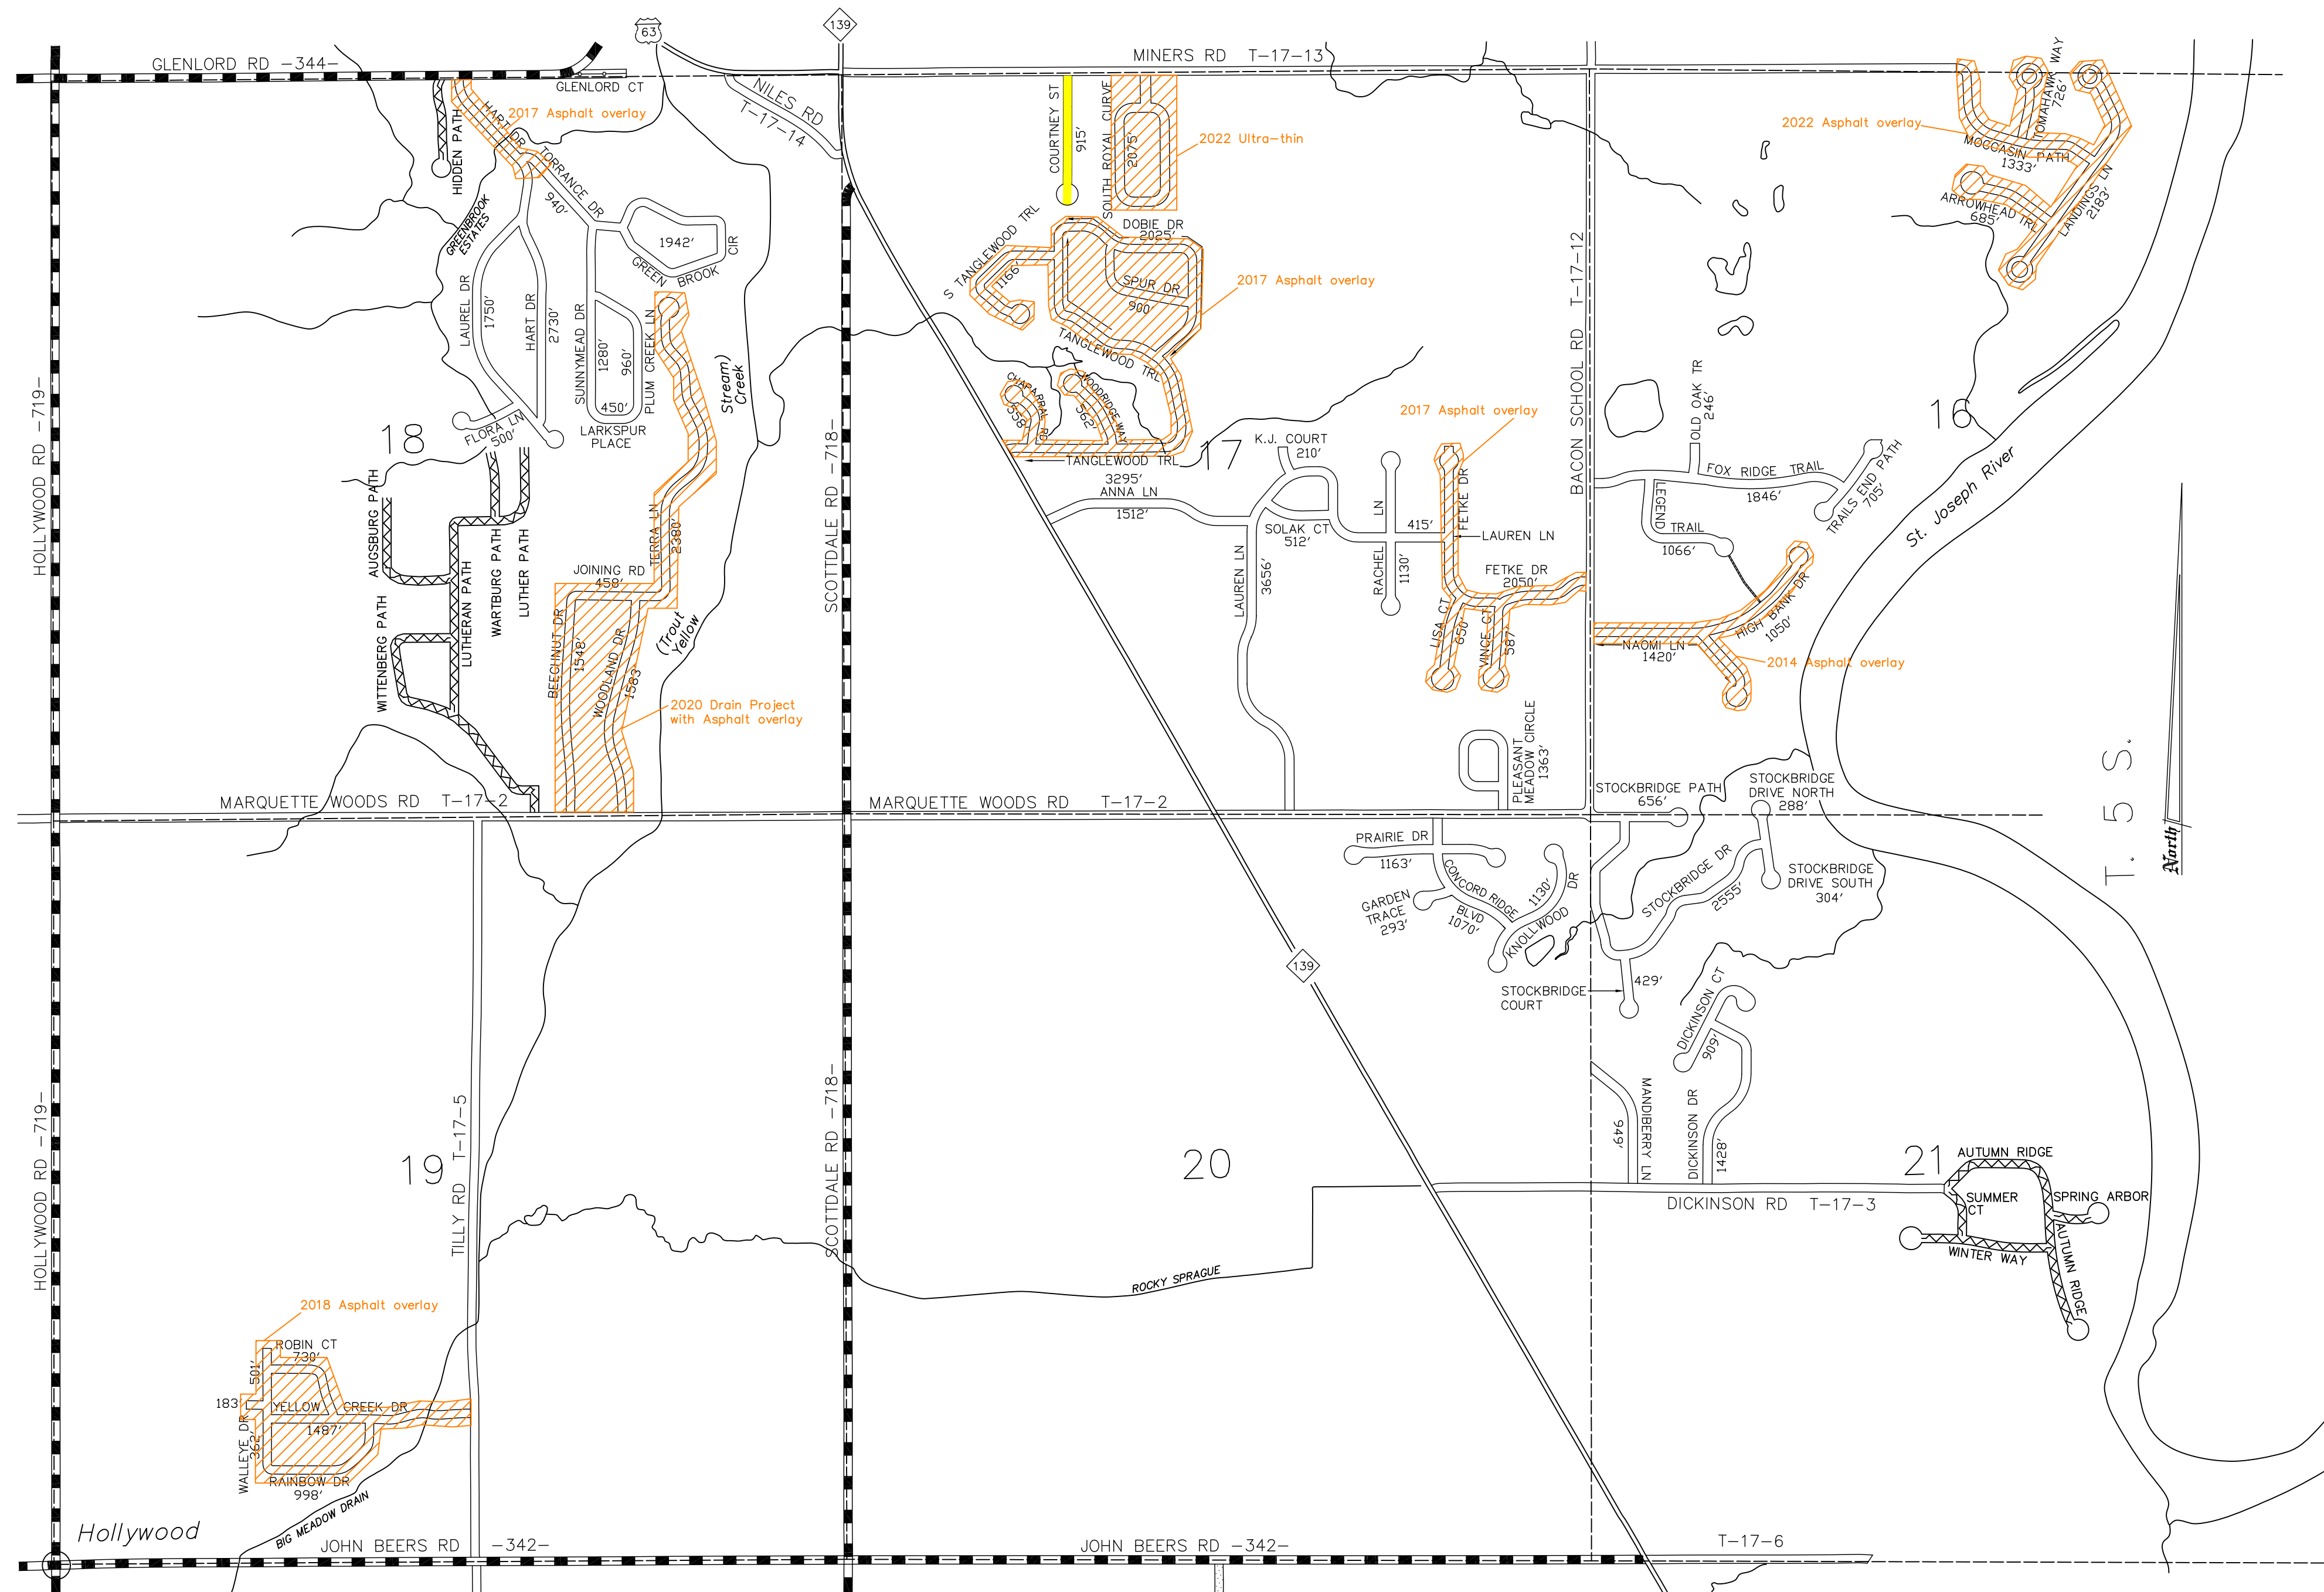 63
139
GLENLORD RD -344-
GLENLORD CT
MINERS RD T-17-13
NILES RD
T-17-14
HIDDEN PATH
HART DR
2017 Asphalt overlay
TORRANCE DR
940'
GREENBROOK
ESTATES
1942'
GREEN BROOK
CIR
LAUREL DR
1750'
HART DR
2730'
SUNNYMEAD DR
1280'
960'
450'
PLUM CREEK LN
LARKSPUR
PLACE
FLORA LN
500'
Stream)
Creek
COURTNEY ST
915'
SOUTH ROYAL CURVE
2075'
2022 Ultra-thin
DOBIE DR
2025'
S TANGLEWOOD TRL
1166'
SPUR DR
900'
2017 Asphalt overlay
TANGLEWOOD TRL
CHAPARRAL RD
558'
WOODRIDGE WAY
562'
TANGLEWOOD TRL
3295'
BACON SCHOOL RD T-17-12
2022 Asphalt overlay
TOMAHAWK WAY
726'
MOCCASIN PATH
1333'
ARROWHEAD TRL
685'
LANDINGS LN
2183'
HOLLYWOOD RD -719-
18
SCOTTDALE RD -718-
17
16
2017 Asphalt overlay
K.J. COURT
210'
ANNA LN
1512'
SOLAK CT
512'
LAUREN LN
3656'
RACHEL LN
1130'
415'
LAUREN LN
FETKE DR
FETKE DR
2050'
LISA CT
650'
VINCE CT
587'
OLD OAK TR
246'
FOX RIDGE TRAIL
1846'
TRAILS END PATH
705'
LEGEND TRAIL
1066'
St. Joseph River
HIGH BANK DR
1050'
NAOMI LN
1420'
2014 Asphalt overlay
AUGSBURG PATH
WITTENBERG PATH
LUTHERAN PATH
WARTBURG PATH
LUTHER PATH
JOINING RD
458'
TERRA LN
2380'
BEECHNUT DR
1548'
WOODLAND DR
1583'
(Trout
Yellow
2020 Drain Project
with Asphalt overlay
PLEASANT
MEADOW CIRCLE
1363'
T. 5 S.
North
MARQUETTE WOODS RD T-17-2
MARQUETTE WOODS RD T-17-2
STOCKBRIDGE PATH
656'
STOCKBRIDGE
DRIVE NORTH
288'
PRAIRIE DR
1163'
GARDEN
TRACE
293'
CONCORD RIDGE
BLVD
1070'
1130'
KNOLLWOOD DR
STOCKBRIDGE DR
2555'
STOCKBRIDGE
DRIVE SOUTH
304'
139
STOCKBRIDGE
COURT
429'
DICKINSON CT
909'
MANDIBERRY LN
949'
DICKINSON DR
1428'
HOLLYWOOD RD -719-
19
TILLY RD T-17-5
SCOTTDALE RD -718-
20
21
DICKINSON RD T-17-3
AUTUMN RIDGE
SUMMER
CT
SPRING ARBOR
WINTER WAY
AUTUMN RIDGE
ROCKY SPRAGUE
2018 Asphalt overlay
ROBIN CT
730'
501'
183'
YELLOW CREEK DR
1487'
WALLEYE DR
362'
RAINBOW DR
998'
BIG MEADOW DRAIN
Hollywood
JOHN BEERS RD -342-
JOHN BEERS RD -342-
T-17-6